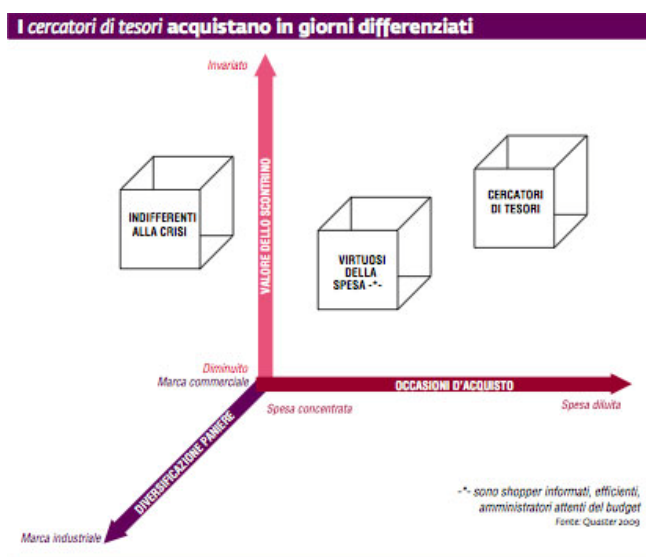 I cercatori di tesori acquistano in giorni differenziati
Invariato
VALORE DELLO SCONTRINO
INDIFFERENTI
ALLA CRISI
VIRTUOSI
DELLA
SPESA -*-
CERCATORI
DI TESORI
Diminuito
Marca commerciale
OCCASIONI D'ACQUISTO
Spesa concentrata
Spesa diluita
DIVERSIFICAZIONE PANIERE
Marca industriale
-*- sono shopper informati, efficienti,
amministratori attenti del budget
Fonte: Quaster 2009